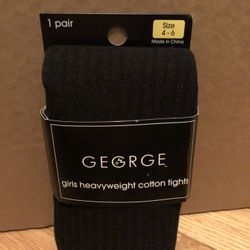 1 pair
Size
4 - 6
Made in China
GEORGE
girls heavyweight cotton tights